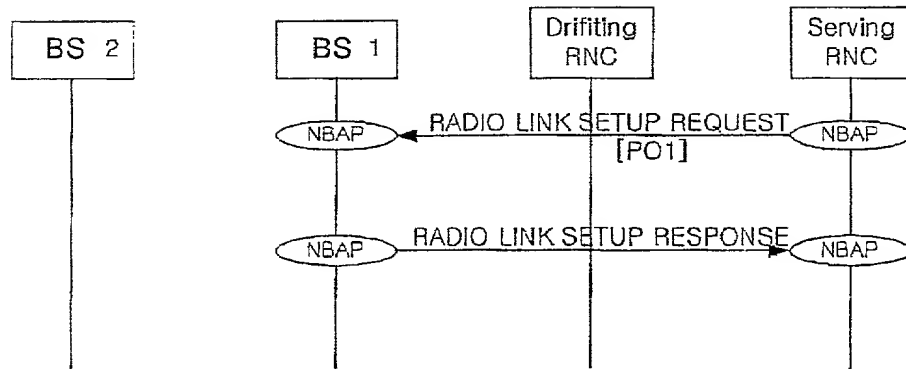 BS 2
BS 1
Drifiting
RNC
Serving
RNC
NBAP
RADIO LINK SETUP REQUEST
[PO1]
NBAP
NBAP
RADIO LINK SETUP RESPONSE
NBAP